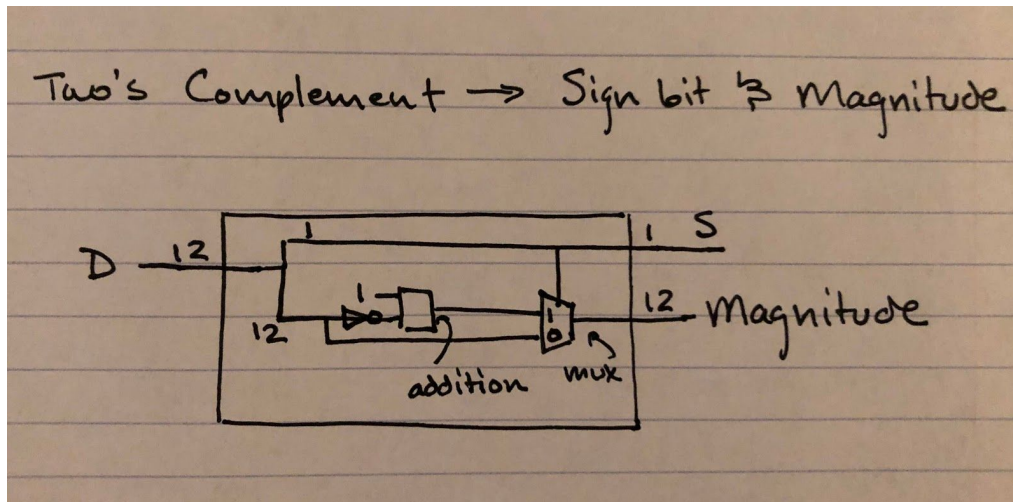 Two's Complement → Sign bit & Magnitude
1
1 S
D 12
1
12 Magnitude
12
1
0
addition
mux